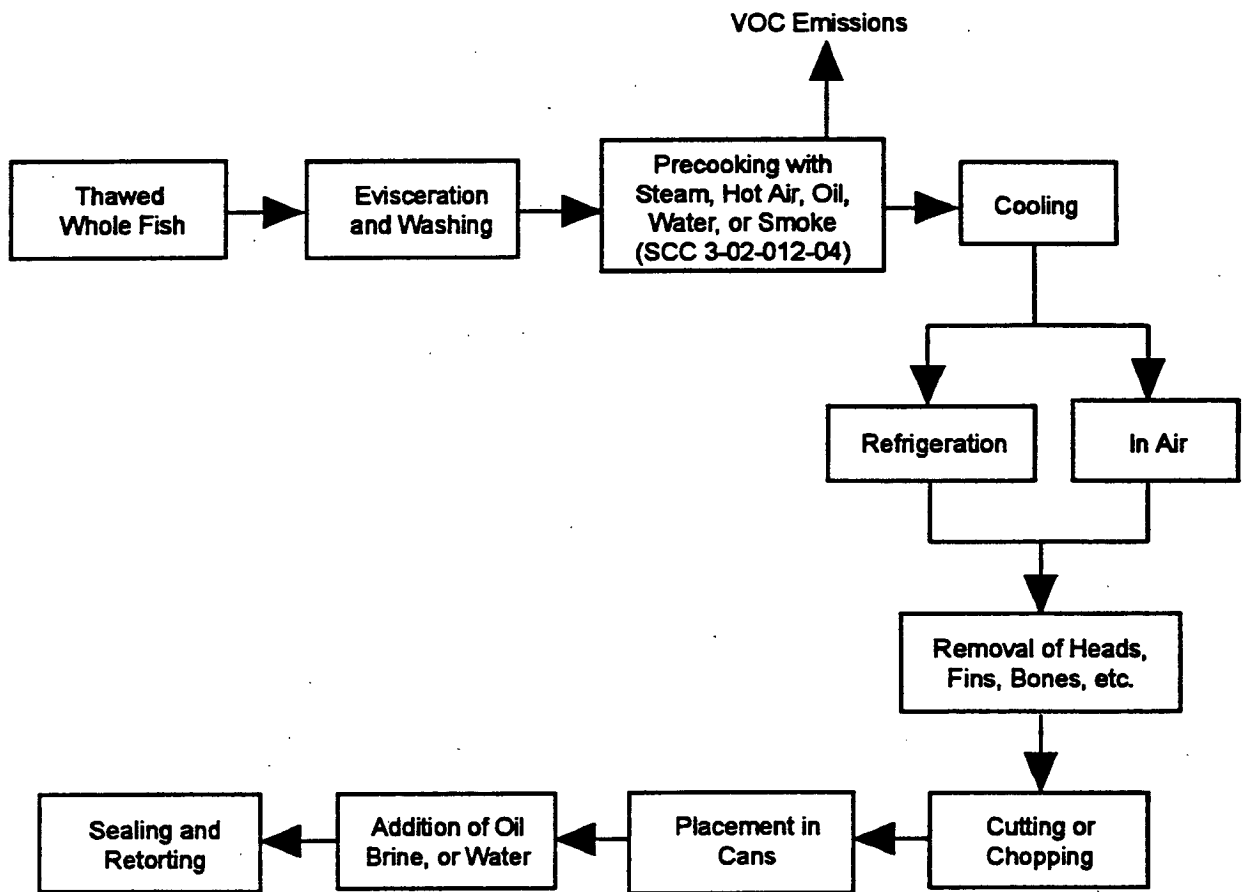 VOC Emissions
Thawed
Whole Fish
Evisceration
and Washing
Precooking with
Steam, Hot Air, Oil,
Water, or Smoke
(SCC 3-02-012-04)
Cooling
Refrigeration
In Air
Removal of Heads,
Fins, Bones, etc.
Cutting or
Chopping
Placement in
Cans
Addition of Oil
Brine, or Water
Sealing and
Retorting